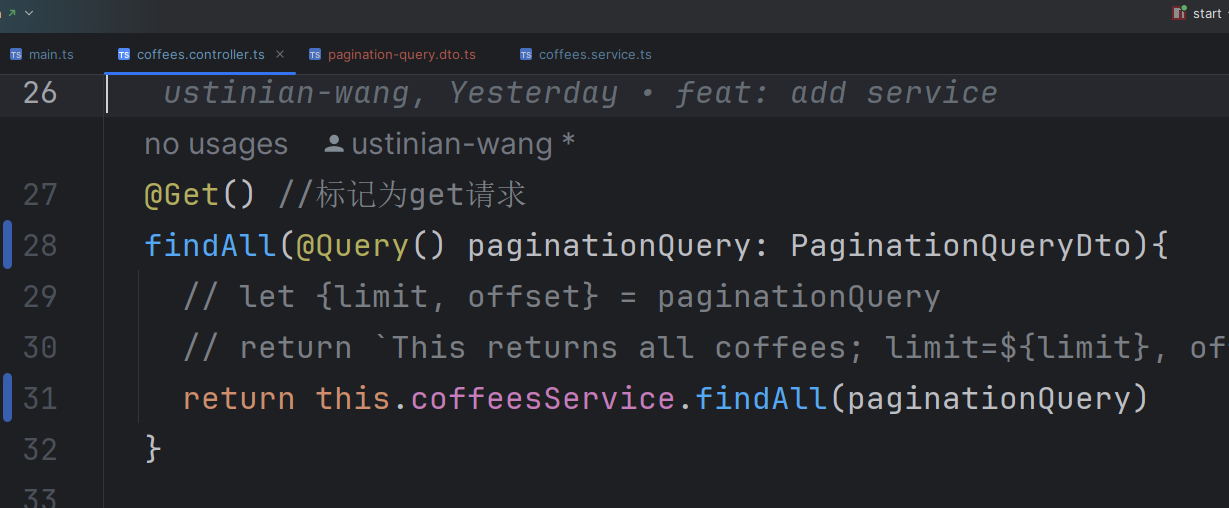 start
main.ts
coffees.controller.ts
pagination-query.dto.ts
coffees.service.ts
26 ustinian-wang, Yesterday • feat: add service
no usages ustinian-wang *
27 @Get() //标记为get请求
28 findAll(@Query() paginationQuery: PaginationQueryDto){
29 // let {limit, offset} = paginationQuery
30 // return `This returns all coffees; limit=${limit}, of
31 return this.coffeesService.findAll(paginationQuery)
32 }
33